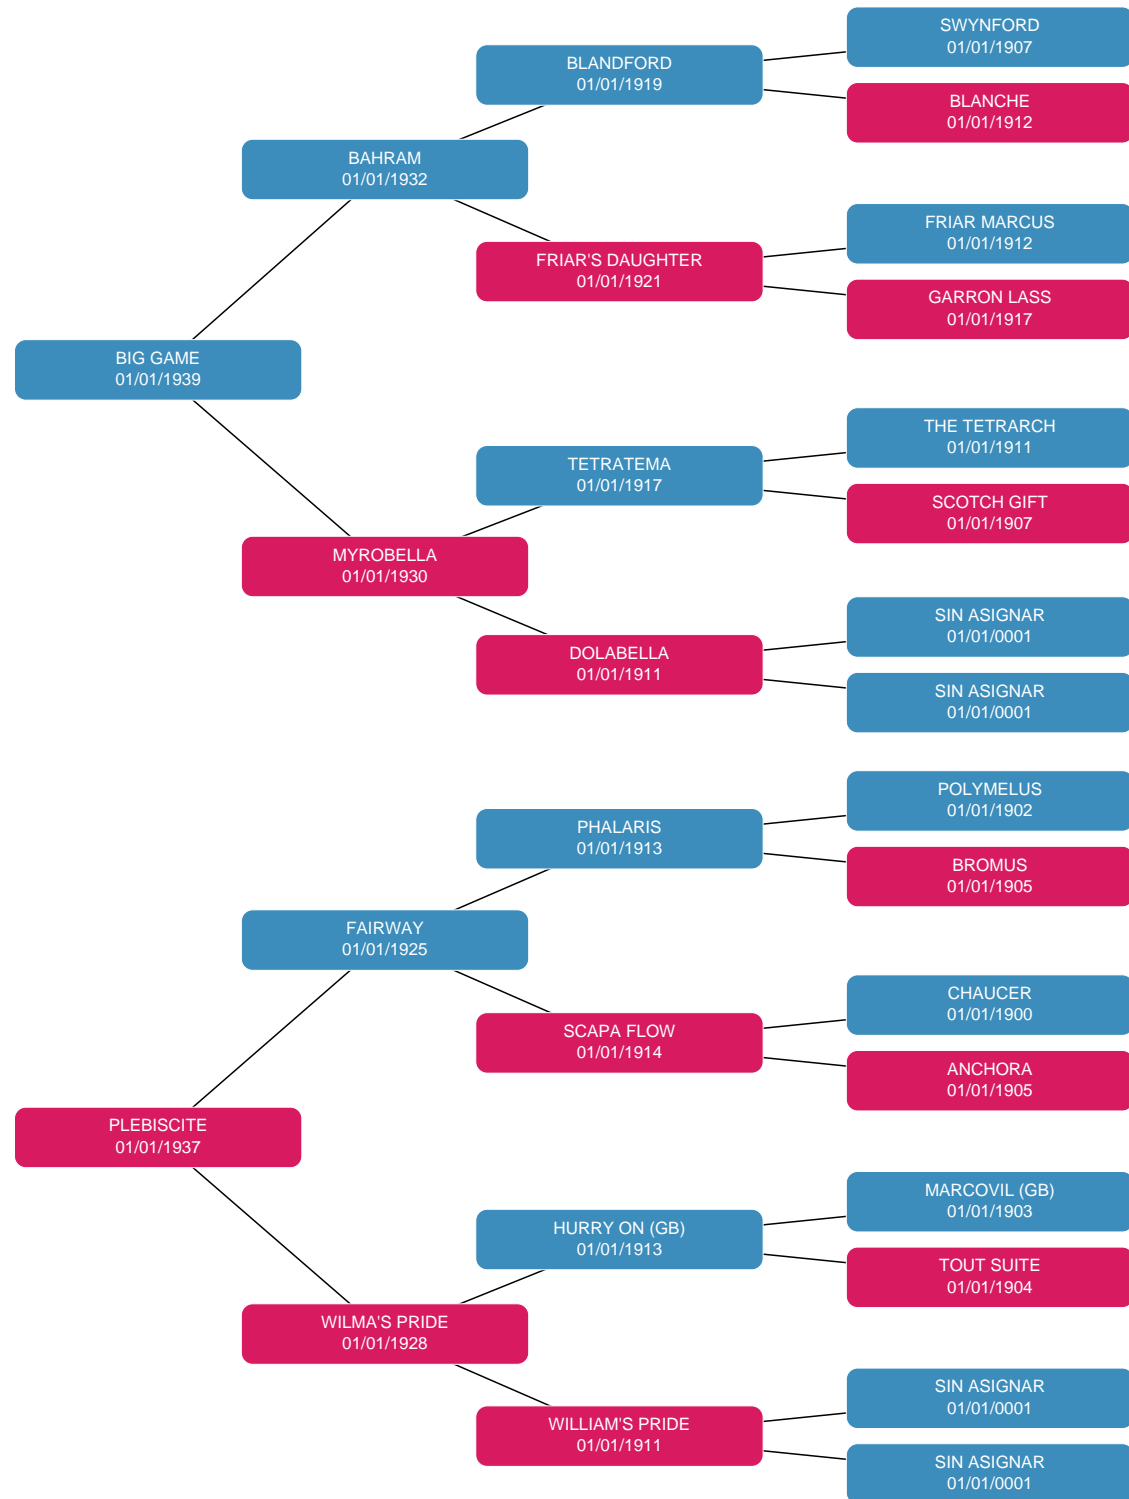 SWYNFORD
01/01/1907
BLANDFORD
01/01/1919
BLANCHE
01/01/1912
BAHRAM
01/01/1932
FRIAR MARCUS
01/01/1912
FRIAR'S DAUGHTER
01/01/1921
GARRON LASS
01/01/1917
BIG GAME
01/01/1939
THE TETRARCH
01/01/1911
TETRATEMA
01/01/1917
SCOTCH GIFT
01/01/1907
MYROBELLA
01/01/1930
SIN ASIGNAR
01/01/0001
DOLABELLA
01/01/1911
SIN ASIGNAR
01/01/0001
POLYMELUS
01/01/1902
PHALARIS
01/01/1913
BROMUS
01/01/1905
FAIRWAY
01/01/1925
CHAUCER
01/01/1900
SCAPA FLOW
01/01/1914
ANCHORA
01/01/1905
PLEBISCITE
01/01/1937
MARCOVIL (GB)
01/01/1903
HURRY ON (GB)
01/01/1913
TOUT SUITE
01/01/1904
WILMA'S PRIDE
01/01/1928
SIN ASIGNAR
01/01/0001
WILLIAM'S PRIDE
01/01/1911
SIN ASIGNAR
01/01/0001